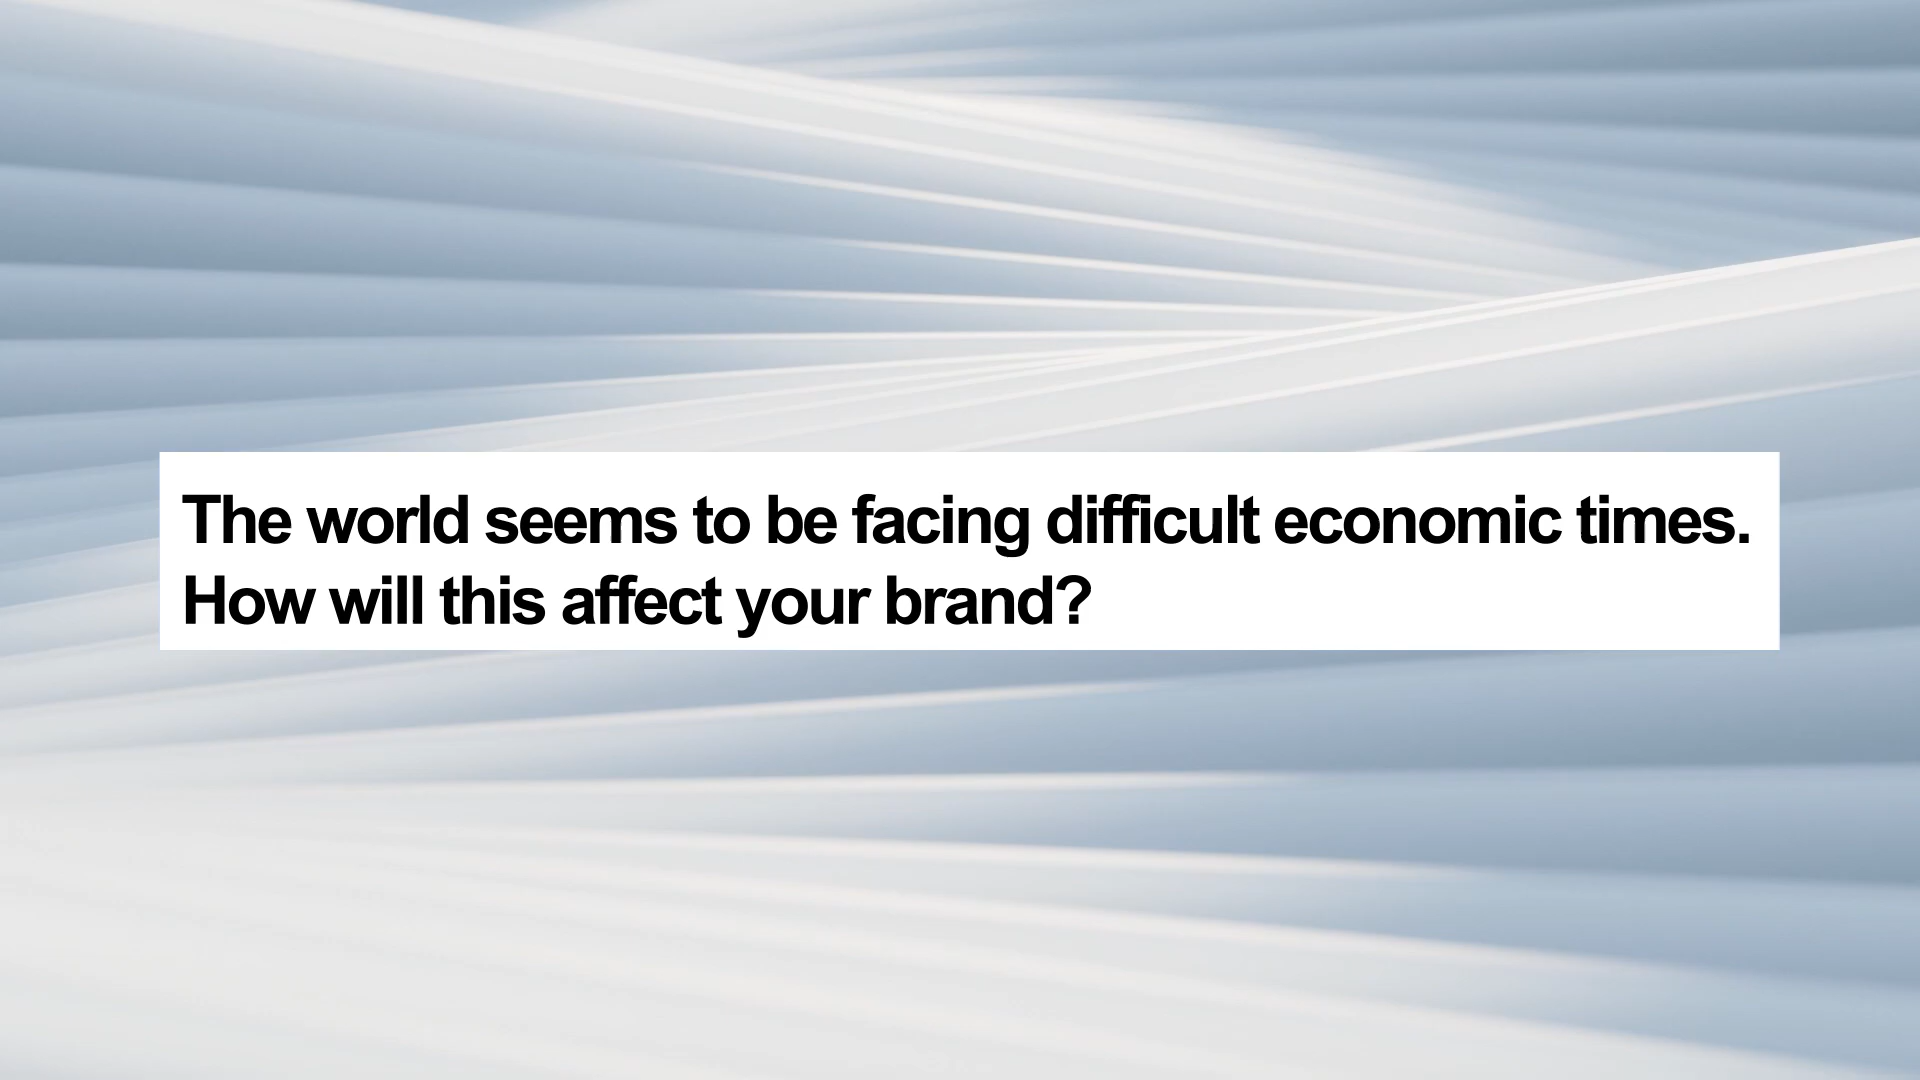 The world seems to be facing difficult economic times.
How will this affect your brand?